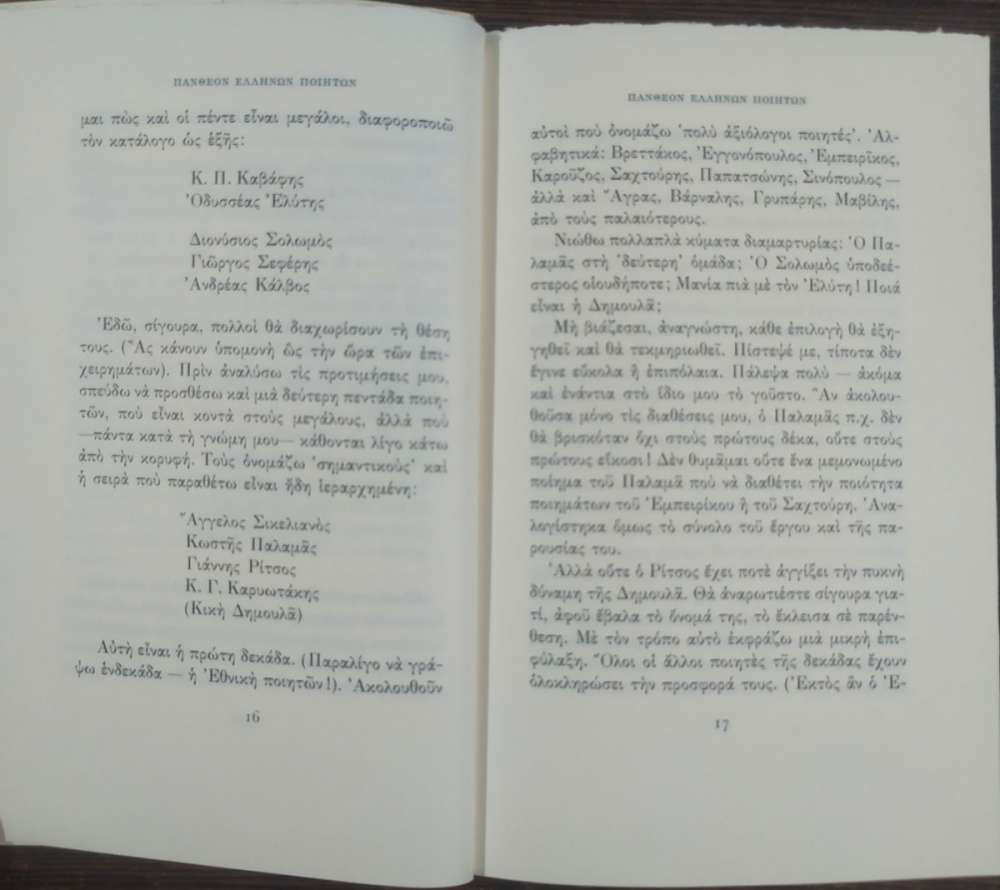 ΠΑΝΘΕΟΝ ΕΛΛΗΝΩΝ ΠΟΙΗΤΩΝ
μαι πὼς καὶ οἱ πέντε εἶναι μεγάλοι, διαφοροποιῶ
τὸν κατάλογο ὡς ἑξῆς:
Κ. Π. Καβάφης
Ὀδυσσέας Ἐλύτης
Διονύσιος Σολωμὸς
Γιῶργος Σεφέρης
Ἀνδρέας Κάλβος
Ἐδῶ, σίγουρα, πολλοὶ θὰ διαχωρίσουν τὴ θέση
τους. (Ἂς κάνουν ὑπομονὴ ὣς τὴν ὥρα τῶν ἐπι-
χειρημάτων). Πρὶν ἀναλύσω τὶς προτιμήσεις μου,
σπεύδω νὰ προσθέσω καὶ μιὰ δεύτερη πεντάδα ποιη-
τῶν, ποὺ εἶναι κοντὰ στοὺς μεγάλους, ἀλλὰ ποὺ
—πάντα κατὰ τὴ γνώμη μου— κάθονται λίγο κάτω
ἀπὸ τὴν κορυφή. Τοὺς ὀνομάζω ‘σημαντικοὺς’ καὶ
ἡ σειρὰ ποὺ παραθέτω εἶναι ἤδη ἱεραρχημένη:
Ἄγγελος Σικελιανὸς
Κωστῆς Παλαμᾶς
Γιάννης Ρίτσος
Κ. Γ. Καρυωτάκης
(Κικὴ Δημουλᾶ)
Αὐτὴ εἶναι ἡ πρώτη δεκάδα. (Παραλίγο νὰ γρά-
ψω ἑνδεκάδα — ἡ Ἐθνικὴ ποιητῶν!). Ἀκολουθοῦν
16
ΠΑΝΘΕΟΝ ΕΛΛΗΝΩΝ ΠΟΙΗΤΩΝ
αὐτοὶ ποὺ ὀνομάζω ‘πολὺ ἀξιόλογοι ποιητές’. Ἀλ-
φαβητικά: Βρεττάκος, Ἐγγονόπουλος, Ἐμπειρῖκος,
Καροῦζος, Σαχτούρης, Παπατσώνης, Σινόπουλος —
ἀλλὰ καὶ Ἄγρας, Βάρναλης, Γρυπάρης, Μαβίλης,
ἀπὸ τοὺς παλαιότερους.
Νιώθω πολλαπλὰ κύματα διαμαρτυρίας: Ὁ Πα-
λαμᾶς στὴ ‘δεύτερη’ ὁμάδα; Ὁ Σολωμὸς ὑποδεέ-
στερος οἱουδήποτε; Μανία πιὰ μὲ τὸν Ἐλύτη! Ποιά
εἶναι ἡ Δημουλᾶ;
Μὴ βιάζεσαι, ἀναγνώστη, κάθε ἐπιλογὴ θὰ ἐξη-
γηθεῖ καὶ θὰ τεκμηριωθεῖ. Πίστεψέ με, τίποτα δὲν
ἔγινε εὔκολα ἢ ἐπιπόλαια. Πάλεψα πολὺ — ἀκόμα
καὶ ἐνάντια στὸ ἴδιο μου τὸ γοῦστο. Ἂν ἀκολου-
θοῦσα μόνο τὶς διαθέσεις μου, ὁ Παλαμᾶς π.χ. δὲν
θὰ βρισκόταν ὄχι στοὺς πρώτους δέκα, οὔτε στοὺς
πρώτους εἴκοσι! Δὲν θυμᾶμαι οὔτε ἕνα μεμονωμένο
ποίημα τοῦ Παλαμᾶ ποὺ νὰ διαθέτει τὴν ποιότητα
ποιημάτων τοῦ Ἐμπειρίκου ἢ τοῦ Σαχτούρη. Ἀνα-
λογίστηκα ὅμως τὸ σύνολο τοῦ ἔργου καὶ τῆς πα-
ρουσίας του.
Ἀλλὰ οὔτε ὁ Ρίτσος ἔχει ποτὲ ἀγγίξει τὴν πυκνὴ
δύναμη τῆς Δημουλᾶ. Θὰ ἀναρωτιέστε σίγουρα για-
τί, ἀφοῦ ἔβαλα τὸ ὄνομά της, τὸ ἔκλεισα σὲ παρέν-
θεση. Μὲ τὸν τρόπο αὐτὸ ἐκφράζω μιὰ μικρὴ ἐπι-
φύλαξη. Ὅλοι οἱ ἄλλοι ποιητὲς τῆς δεκάδας ἔχουν
ὁλοκληρώσει τὴν προσφορά τους. (Ἐκτὸς ἂν ὁ Ἐ-
17